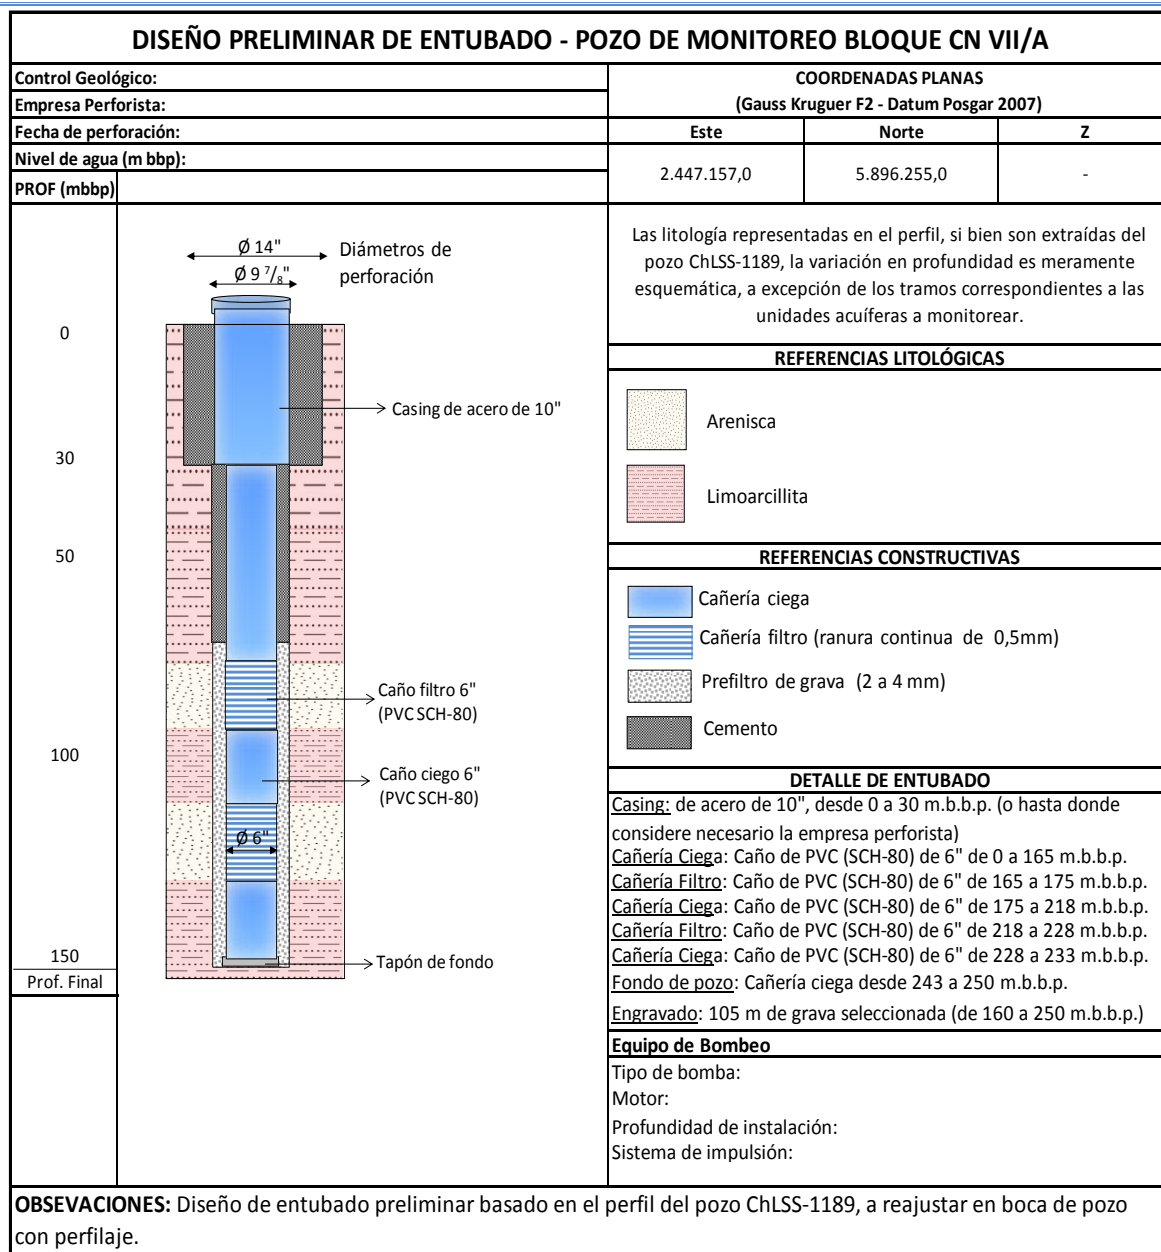 DISEÑO PRELIMINAR DE ENTUBADO - POZO DE MONITOREO BLOQUE CN VII/A
Control Geológico:
Empresa Perforista:
Fecha de perforación:
Nivel de agua (m bbp):
PROF (mbbp)
COORDENADAS PLANAS
(Gauss Kruguer F2 - Datum Posgar 2007)
Este Norte Z
2.447.157,0 5.896.255,0 -
0
30
50
100
150
Prof. Final
Ø 14"
Ø 9 7/8"
Diámetros de
perforación
Casing de acero de 10"
Caño filtro 6"
(PVC SCH-80)
Caño ciego 6"
(PVC SCH-80)
Ø 6"
Tapón de fondo
Las litología representadas en el perfil, si bien son extraídas del
pozo ChLSS-1189, la variación en profundidad es meramente
esquemática, a excepción de los tramos correspondientes a las
unidades acuíferas a monitorear.
REFERENCIAS LITOLÓGICAS
Arenisca
Limoarcillita
REFERENCIAS CONSTRUCTIVAS
Cañería ciega
Cañería filtro (ranura continua de 0,5mm)
Prefiltro de grava (2 a 4 mm)
Cemento
DETALLE DE ENTUBADO
Casing: de acero de 10", desde 0 a 30 m.b.b.p. (o hasta donde
considere necesario la empresa perforista)
Cañería Ciega: Caño de PVC (SCH-80) de 6" de 0 a 165 m.b.b.p.
Cañería Filtro: Caño de PVC (SCH-80) de 6" de 165 a 175 m.b.b.p.
Cañería Ciega: Caño de PVC (SCH-80) de 6" de 175 a 218 m.b.b.p.
Cañería Filtro: Caño de PVC (SCH-80) de 6" de 218 a 228 m.b.b.p.
Cañería Ciega: Caño de PVC (SCH-80) de 6" de 228 a 233 m.b.b.p.
Fondo de pozo: Cañería ciega desde 243 a 250 m.b.b.p.
Engravado: 105 m de grava seleccionada (de 160 a 250 m.b.b.p.)
Equipo de Bombeo
Tipo de bomba:
Motor:
Profundidad de instalación:
Sistema de impulsión:
OBSEVACIONES: Diseño de entubado preliminar basado en el perfil del pozo ChLSS-1189, a reajustar en boca de pozo
con perfilaje.